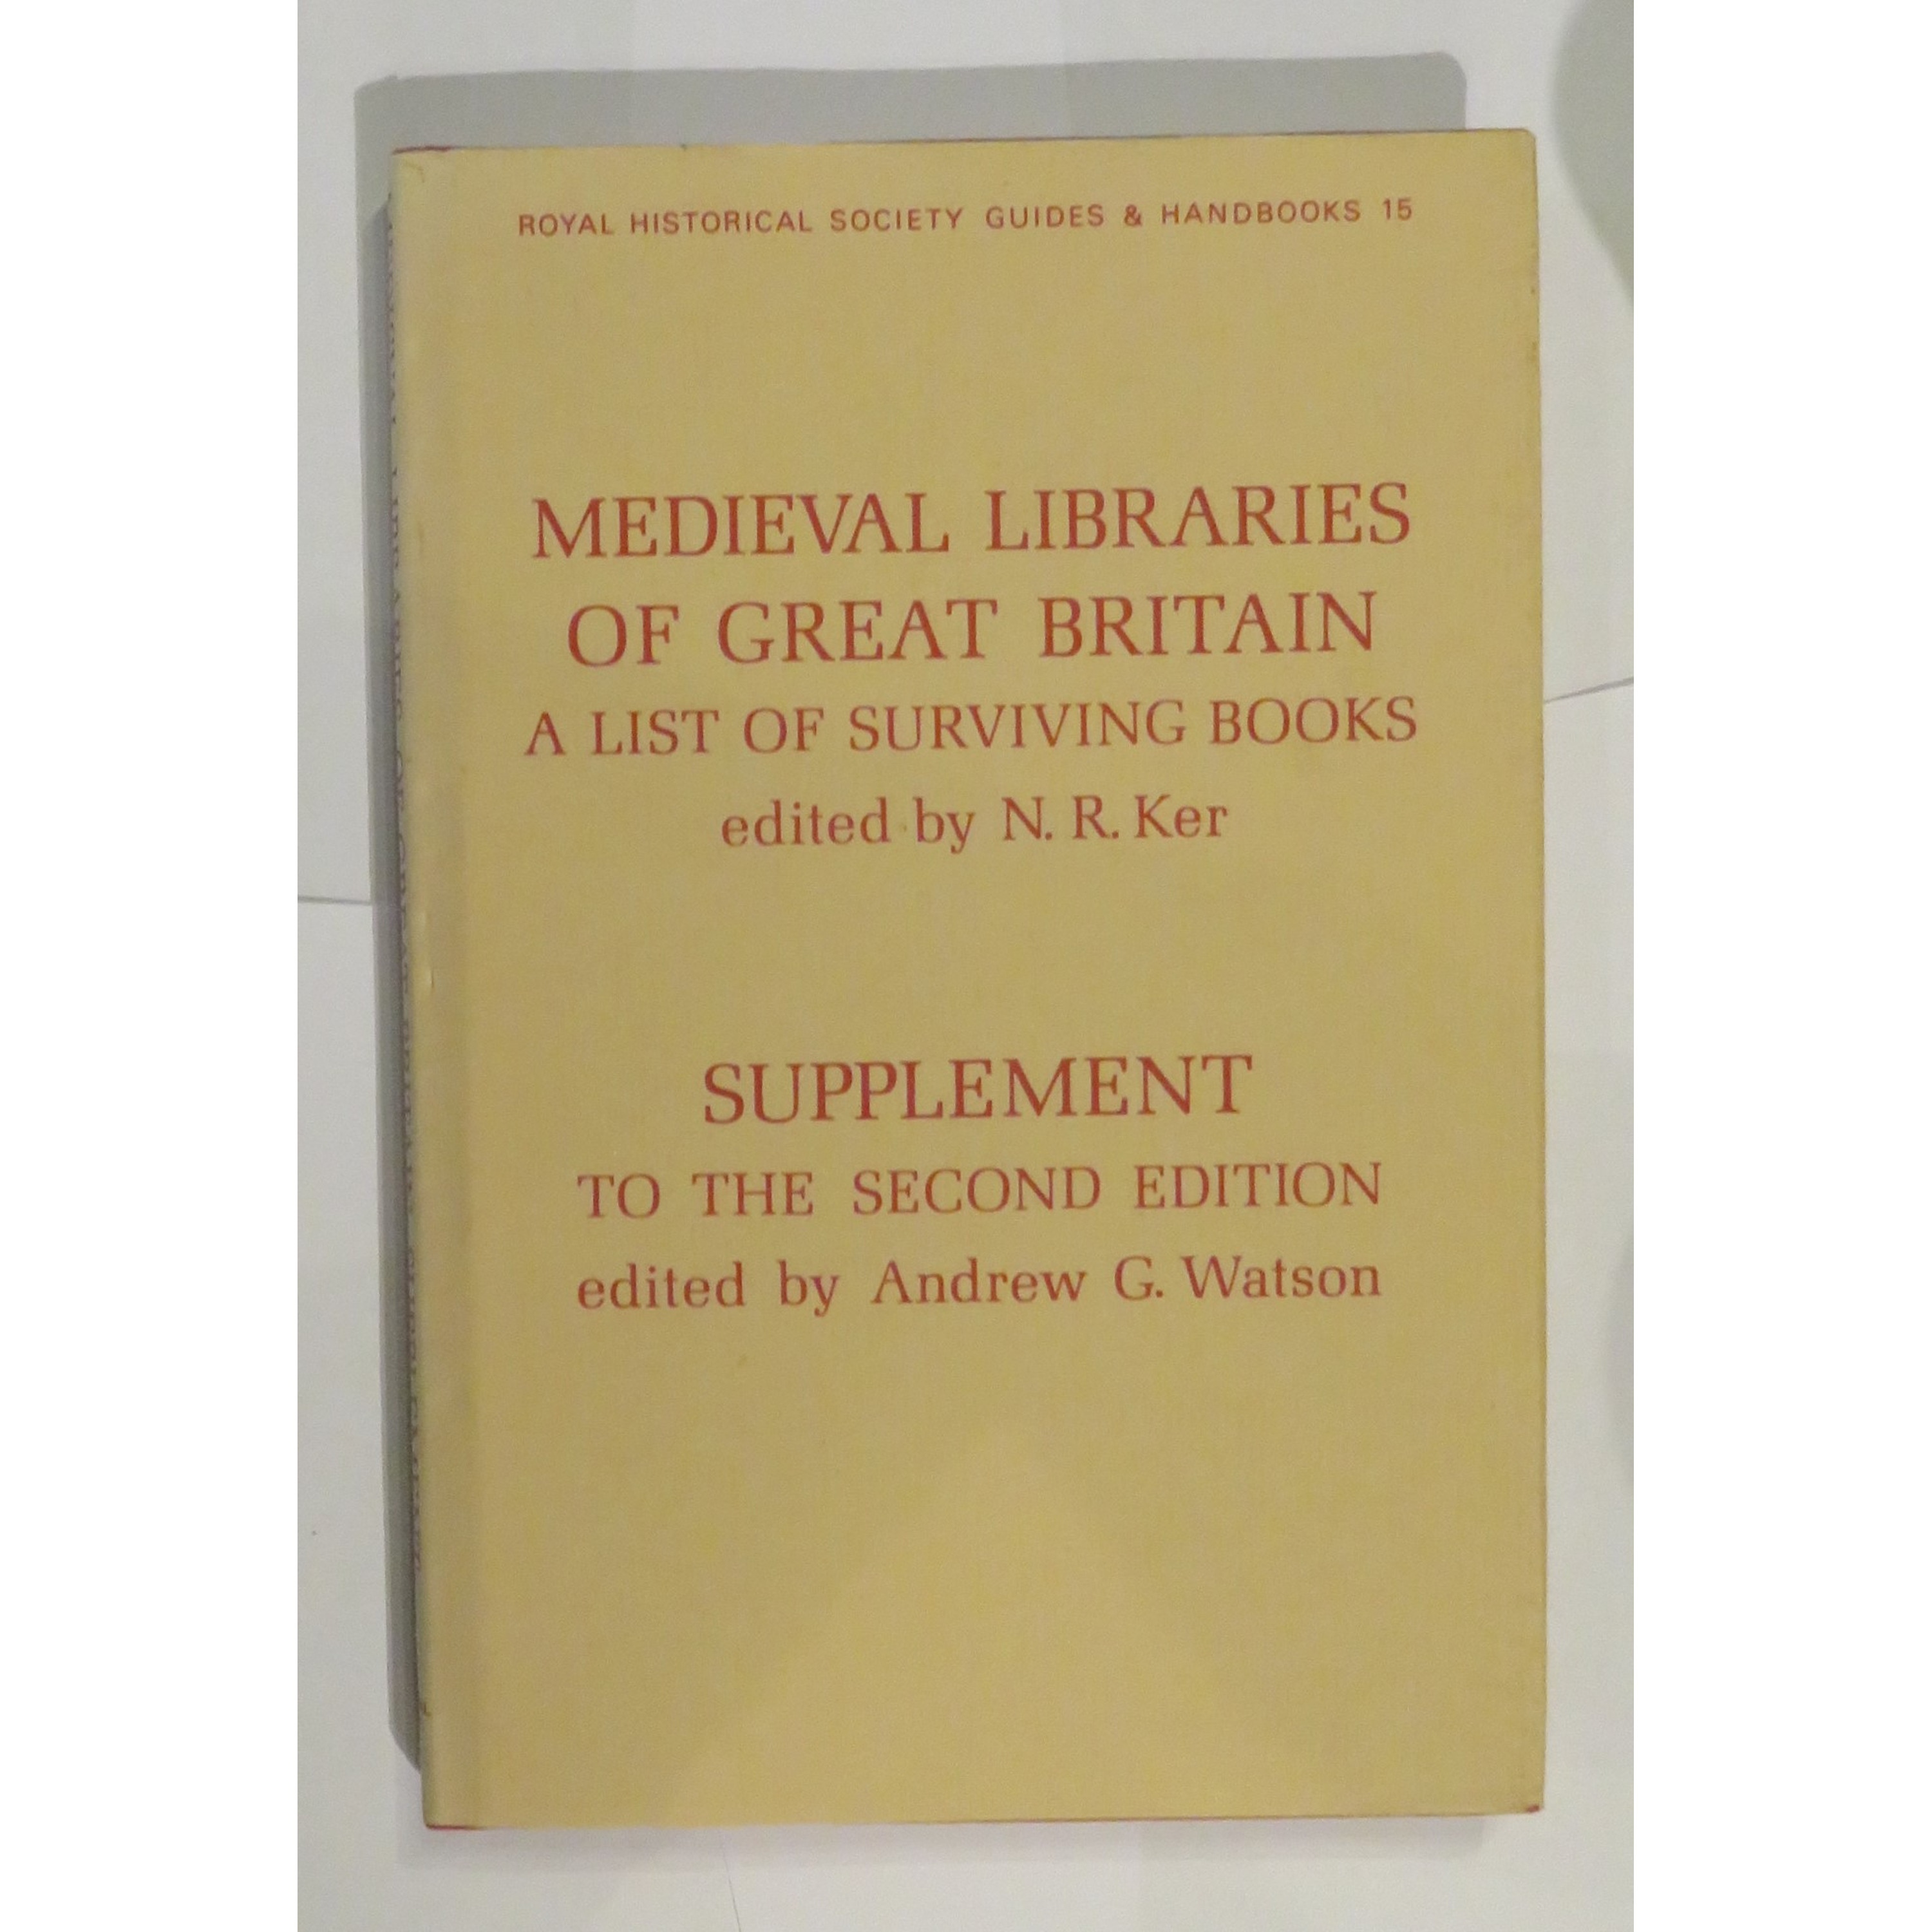 ROYAL HISTORICAL SOCIETY GUIDES & HANDBOOKS 15
MEDIEVAL LIBRARIES
OF GREAT BRITAIN
A LIST OF SURVIVING BOOKS
edited by N. R. Ker
SUPPLEMENT
TO THE SECOND EDITION
edited by Andrew G. Watson